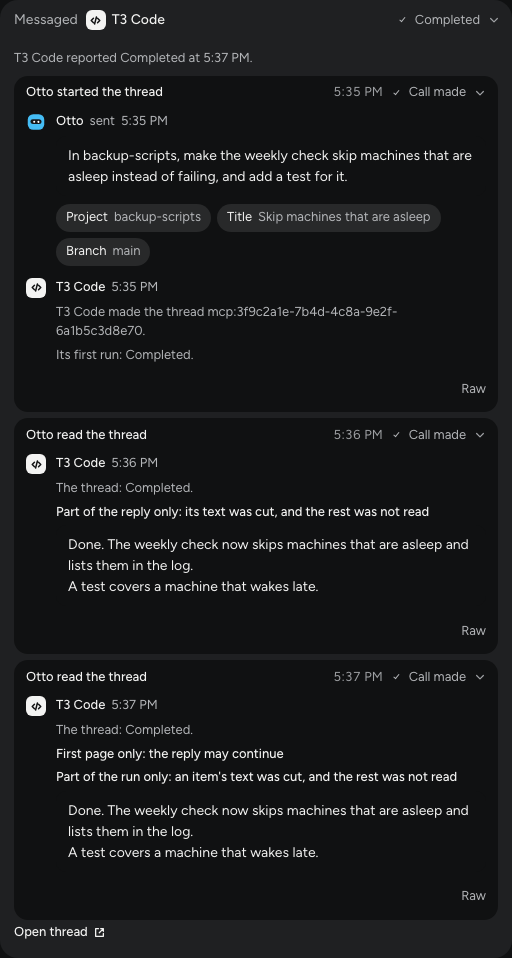 Messaged T3 Code Completed
T3 Code reported Completed at 5:37 PM.
Otto started the thread 5:35 PM Call made
Otto sent 5:35 PM
In backup-scripts, make the weekly check skip machines that are
asleep instead of failing, and add a test for it.
Project backup-scripts Title Skip machines that are asleep
Branch main
T3 Code 5:35 PM
T3 Code made the thread mcp:3f9c2a1e-7b4d-4c8a-9e2f-
6a1b5c3d8e70.
Its first run: Completed.
Raw
Otto read the thread 5:36 PM Call made
T3 Code 5:36 PM
The thread: Completed.
Part of the reply only: its text was cut, and the rest was not read
Done. The weekly check now skips machines that are asleep and
lists them in the log.
A test covers a machine that wakes late.
Raw
Otto read the thread 5:37 PM Call made
T3 Code 5:37 PM
The thread: Completed.
First page only: the reply may continue
Part of the run only: an item's text was cut, and the rest was not read
Done. The weekly check now skips machines that are asleep and
lists them in the log.
A test covers a machine that wakes late.
Raw
Open thread